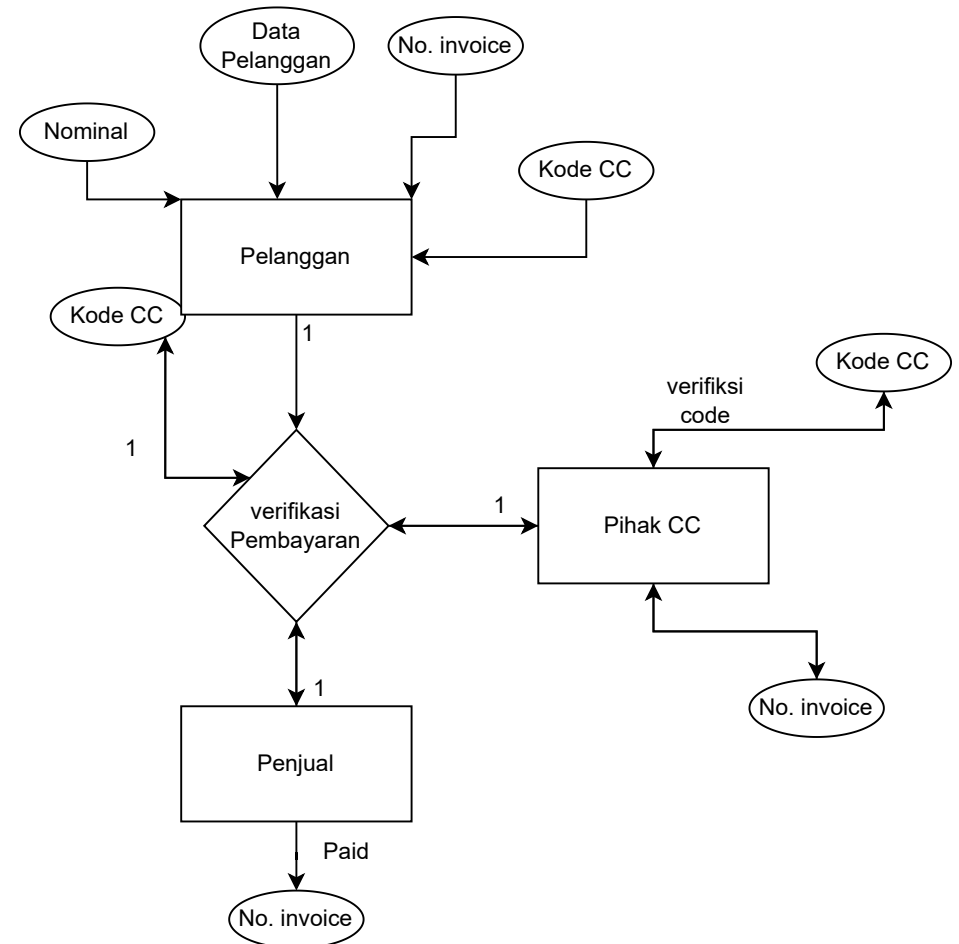 Data
Pelanggan
No. invoice
Nominal
Kode CC
Pelanggan
Kode CC
1
Kode CC
verifiksi
code
1
verifikasi
Pembayaran
1
Pihak CC
1
No. invoice
Penjual
Paid
No. invoice